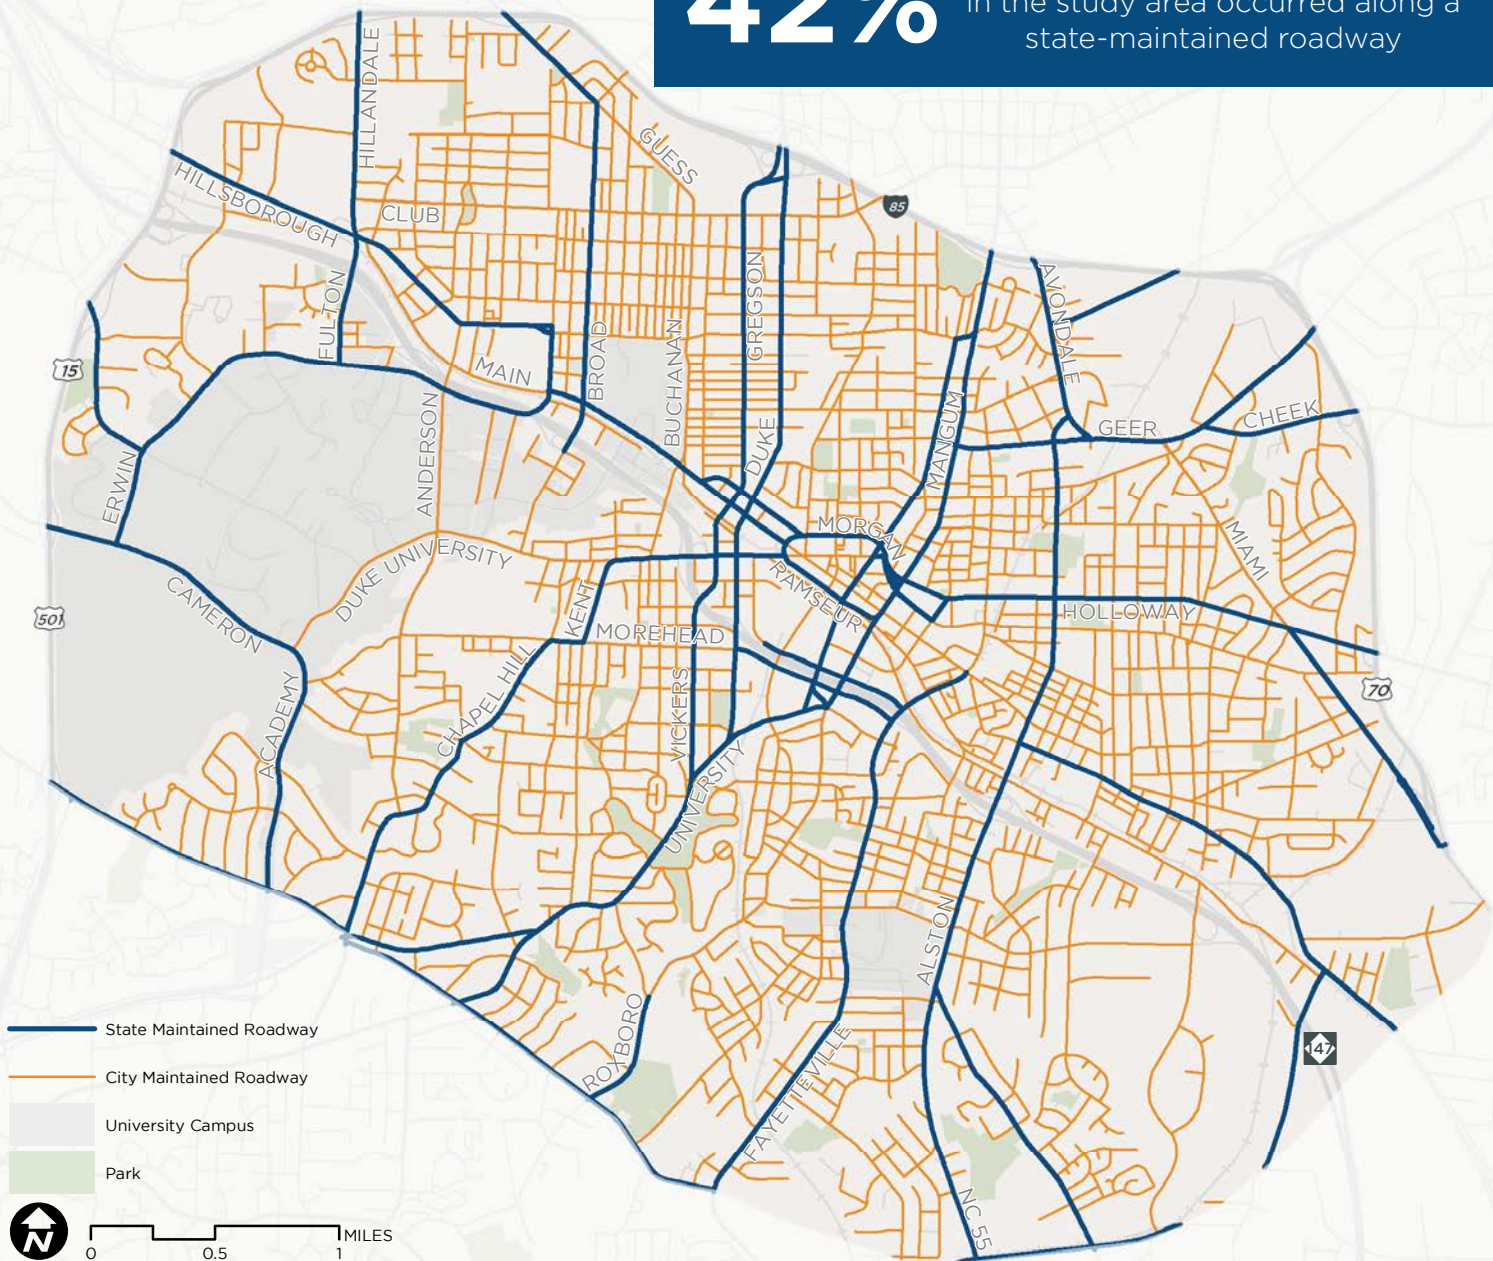 42%
in the study area occurred along a
state-maintained roadway
HILLANDALE
GUESS
HILLSBOROUGH
CLUB
85
FULTON
GREGSON
AVONDALE
15
MAIN
BROAD
BUCHANAN
ANDERSON
DUKE
MANGUM
GEER
CHEEK
ERWIN
MORGAN
MIAMI
DUKE UNIVERSITY
CAMERON
RAMSEUR
KENT
501
MOREHEAD
HOLLOWAY
ACADEMY
CHAPEL HILL
VICKERS
70
UNIVERSITY
ALSTON
ROXBORO
FAYETTEVILLE
147
NC 55
State Maintained Roadway
City Maintained Roadway
University Campus
Park
N
MILES
0 0.5 1